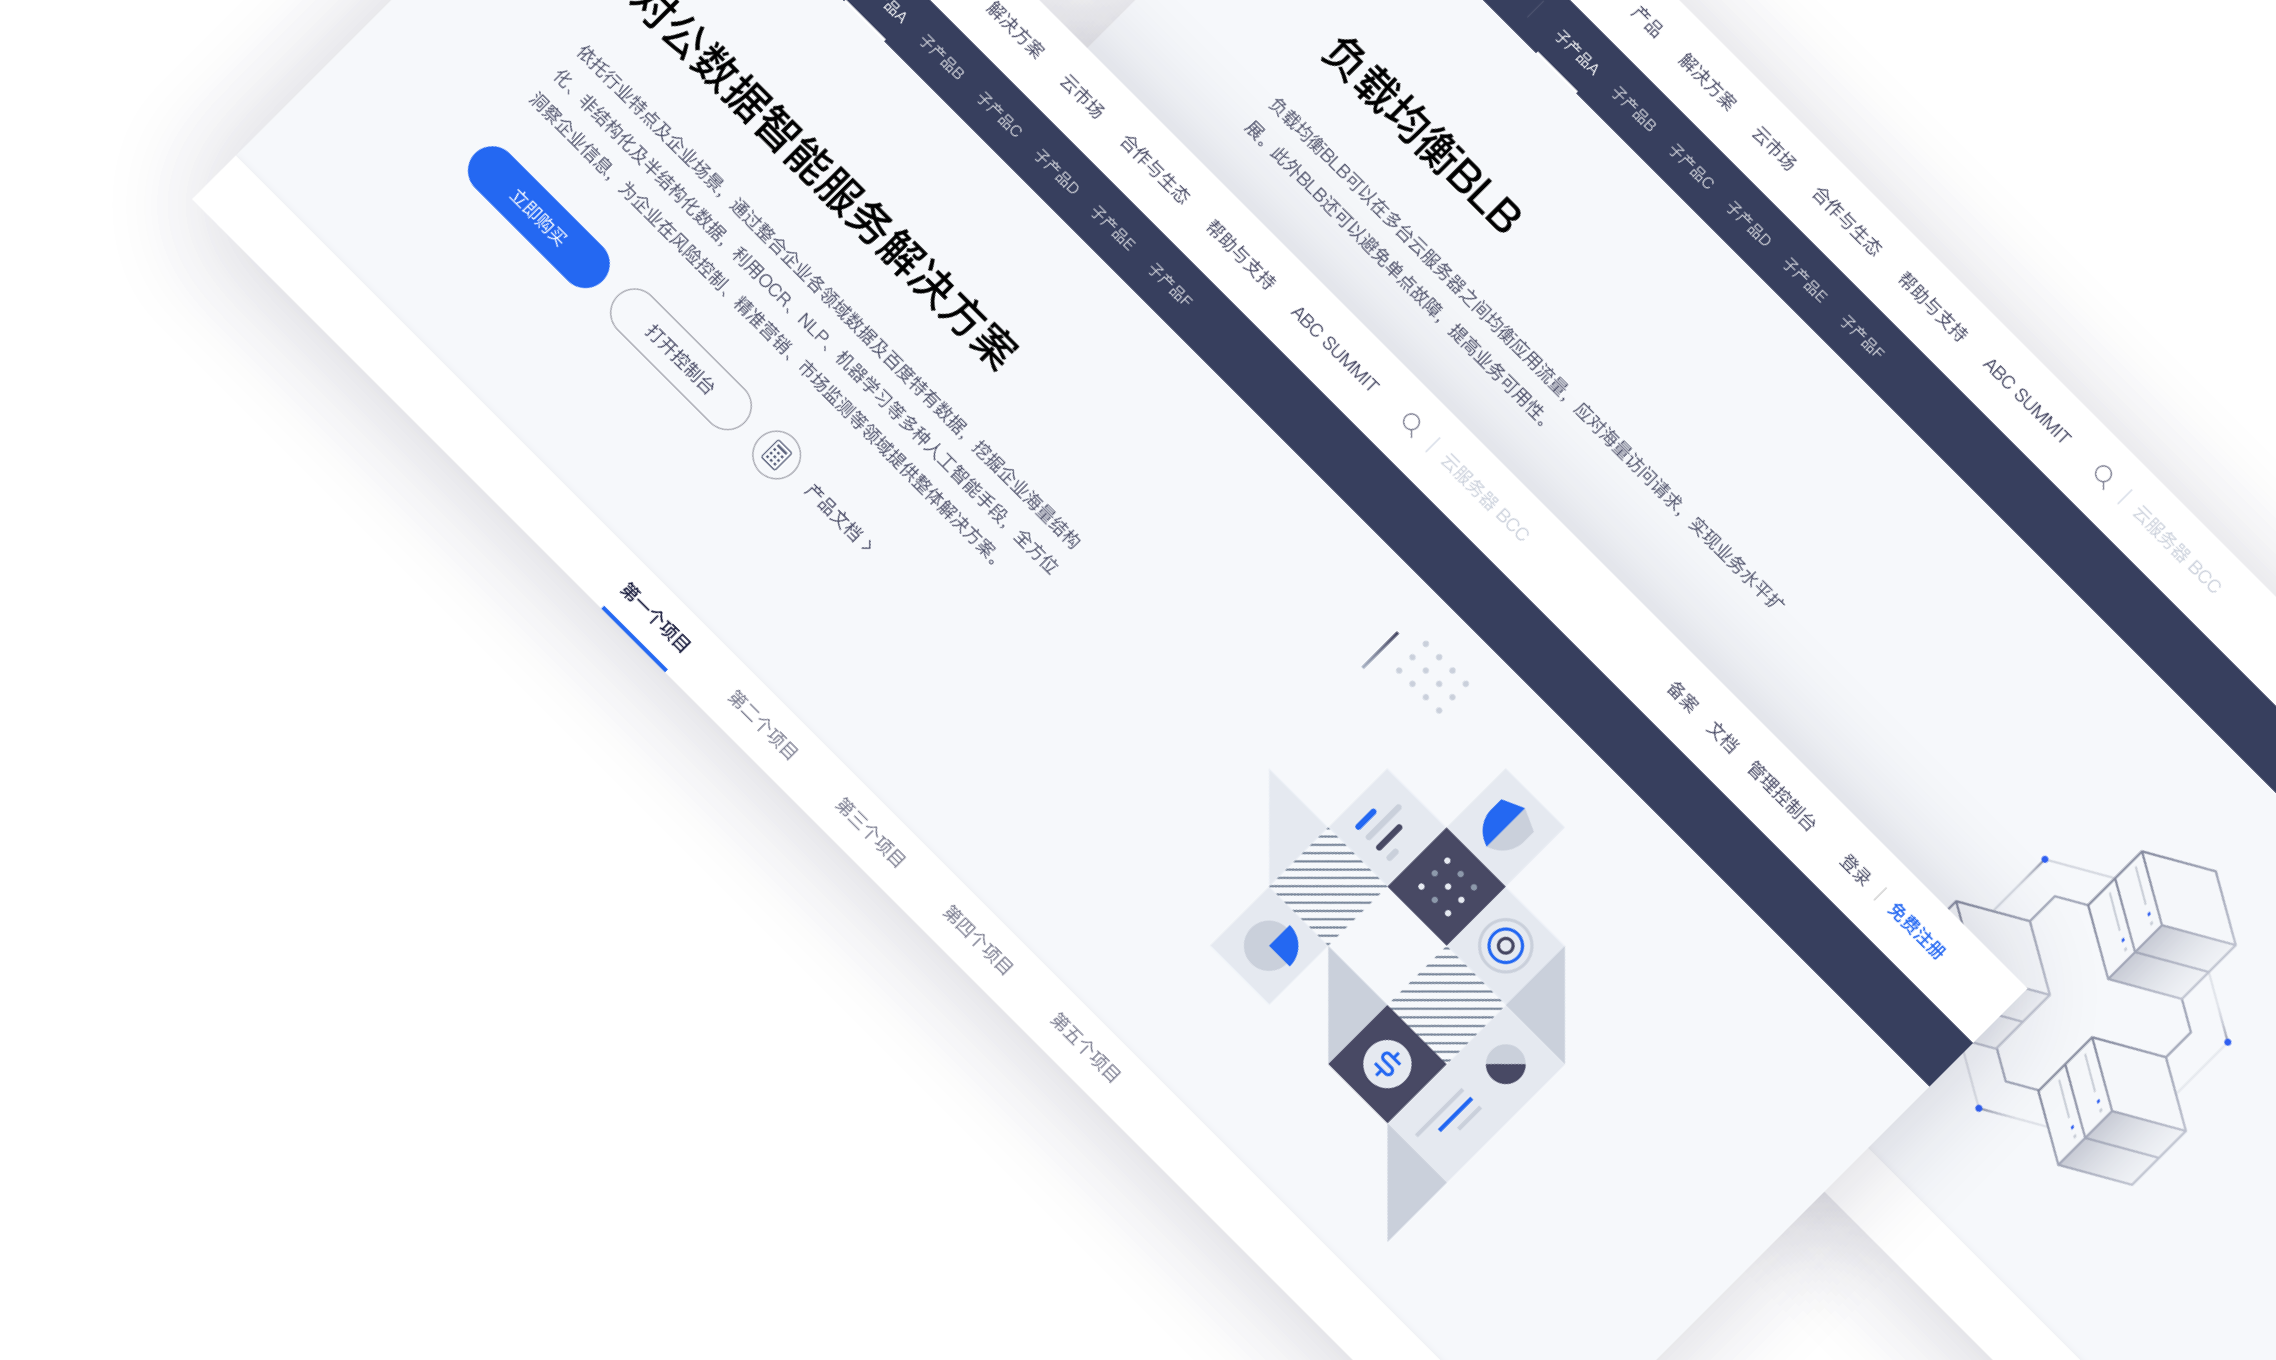 品A
子产品B
子产品C
子产品D
子产品E
子产品F
解决方案
云市场
合作与生态
帮助与支持
ABC SUMMIT
云服务器 BCC
备案
文档
管理控制台
登录
免费注册
对公数据智能服务解决方案
依托行业特点及企业场景，通过整合企业各领域数据及百度特有数据，挖掘企业海量结构
化、非结构化及半结构化数据，利用OCR、NLP、机器学习等多种人工智能手段，全方位
洞察企业信息，为企业在风险控制、精准营销、市场监测等领域提供整体解决方案。
立即购买
打开控制台
产品文档
第一个项目
第二个项目
第三个项目
第四个项目
第五个项目
产品
解决方案
云市场
合作与生态
帮助与支持
ABC SUMMIT
云服务器 BCC
子产品A
子产品B
子产品C
子产品D
子产品E
子产品F
负载均衡BLB
负载均衡BLB可以在多台云服务器之间均衡应用流量，应对海量访问请求，实现业务水平扩
展。此外BLB还可以避免单点故障，提高业务可用性。